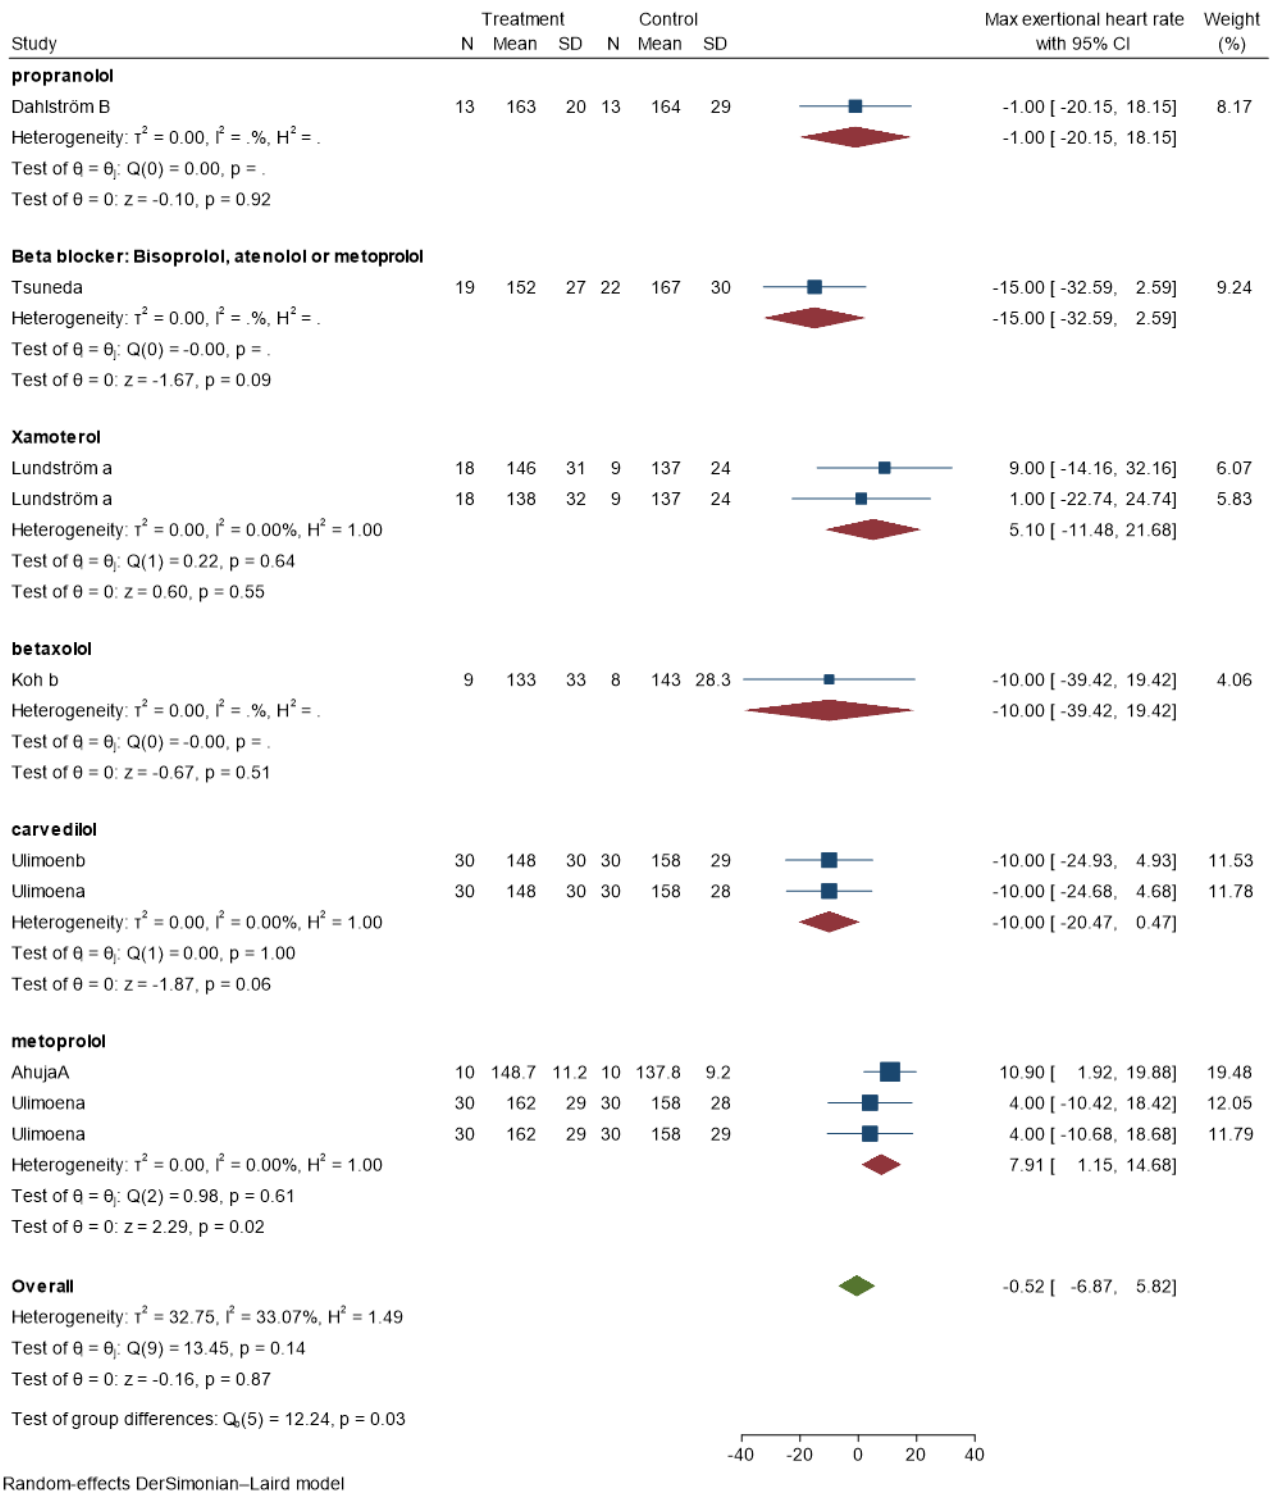 Treatment Control Max exertional heart rate Weight
Study N Mean SD N Mean SD with 95% CI (%)
propranolol
Dahlström B 13 163 20 13 164 29 -1.00 [ -20.15, 18.15] 8.17
Heterogeneity: τ² = 0.00, I² = .%, H² = . -1.00 [ -20.15, 18.15]
Test of θᵢ = θⱼ: Q(0) = 0.00, p = .
Test of θ = 0: z = -0.10, p = 0.92
Beta blocker: Bisoprolol, atenolol or metoprolol
Tsuneda 19 152 27 22 167 30 -15.00 [ -32.59, 2.59] 9.24
Heterogeneity: τ² = 0.00, I² = .%, H² = . -15.00 [ -32.59, 2.59]
Test of θᵢ = θⱼ: Q(0) = -0.00, p = .
Test of θ = 0: z = -1.67, p = 0.09
Xamoterol
Lundström a 18 146 31 9 137 24 9.00 [ -14.16, 32.16] 6.07
Lundström a 18 138 32 9 137 24 1.00 [ -22.74, 24.74] 5.83
Heterogeneity: τ² = 0.00, I² = 0.00%, H² = 1.00 5.10 [ -11.48, 21.68]
Test of θᵢ = θⱼ: Q(1) = 0.22, p = 0.64
Test of θ = 0: z = 0.60, p = 0.55
betaxolol
Koh b 9 133 33 8 143 28.3 -10.00 [ -39.42, 19.42] 4.06
Heterogeneity: τ² = 0.00, I² = .%, H² = . -10.00 [ -39.42, 19.42]
Test of θᵢ = θⱼ: Q(0) = -0.00, p = .
Test of θ = 0: z = -0.67, p = 0.51
carvedilol
Ulimoenb 30 148 30 30 158 29 -10.00 [ -24.93, 4.93] 11.53
Ulimoena 30 148 30 30 158 28 -10.00 [ -24.68, 4.68] 11.78
Heterogeneity: τ² = 0.00, I² = 0.00%, H² = 1.00 -10.00 [ -20.47, 0.47]
Test of θᵢ = θⱼ: Q(1) = 0.00, p = 1.00
Test of θ = 0: z = -1.87, p = 0.06
metoprolol
AhujaA 10 148.7 11.2 10 137.8 9.2 10.90 [ 1.92, 19.88] 19.48
Ulimoena 30 162 29 30 158 28 4.00 [ -10.42, 18.42] 12.05
Ulimoena 30 162 29 30 158 29 4.00 [ -10.68, 18.68] 11.79
Heterogeneity: τ² = 0.00, I² = 0.00%, H² = 1.00 7.91 [ 1.15, 14.68]
Test of θᵢ = θⱼ: Q(2) = 0.98, p = 0.61
Test of θ = 0: z = 2.29, p = 0.02
Overall -0.52 [ -6.87, 5.82]
Heterogeneity: τ² = 32.75, I² = 33.07%, H² = 1.49
Test of θᵢ = θⱼ: Q(9) = 13.45, p = 0.14
Test of θ = 0: z = -0.16, p = 0.87
Test of group differences: Q_b(5) = 12.24, p = 0.03
-40 -20 0 20 40
Random-effects DerSimonian–Laird model